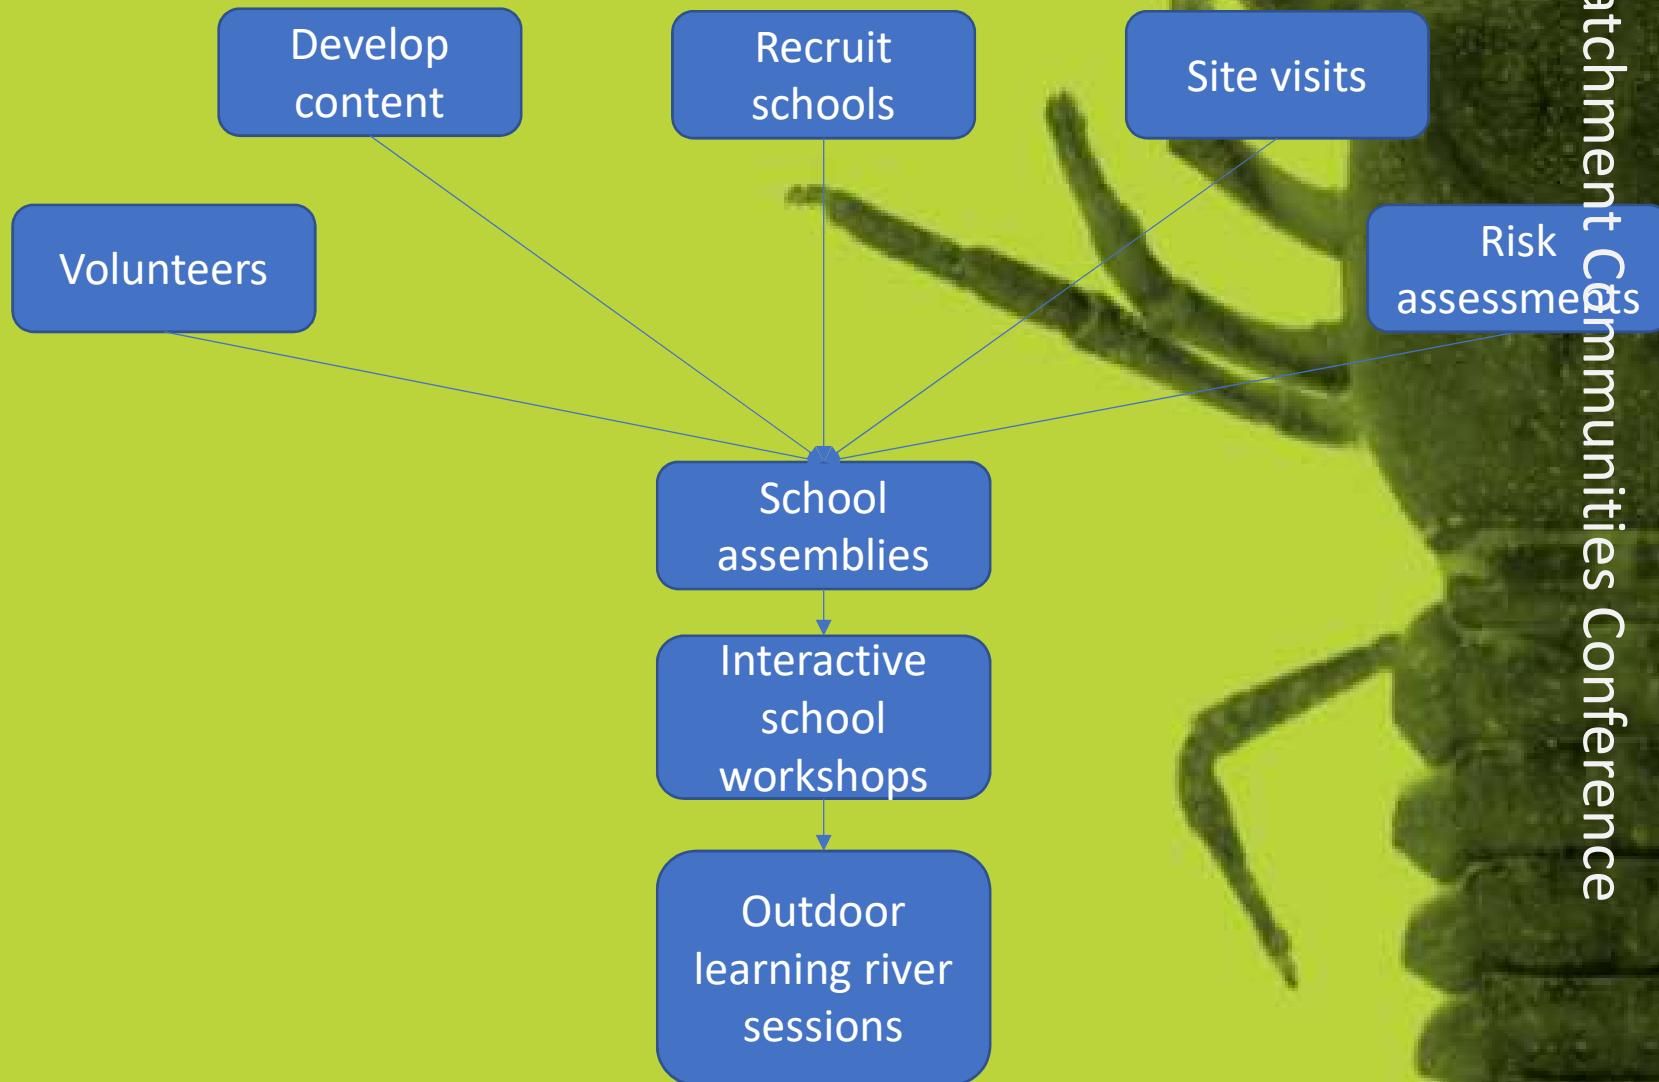 Develop
content
Recruit
schools
Site visits
Volunteers
Risk
assessments
School
assemblies
Interactive
school
workshops
Outdoor
learning river
sessions
atchment Communities Conference